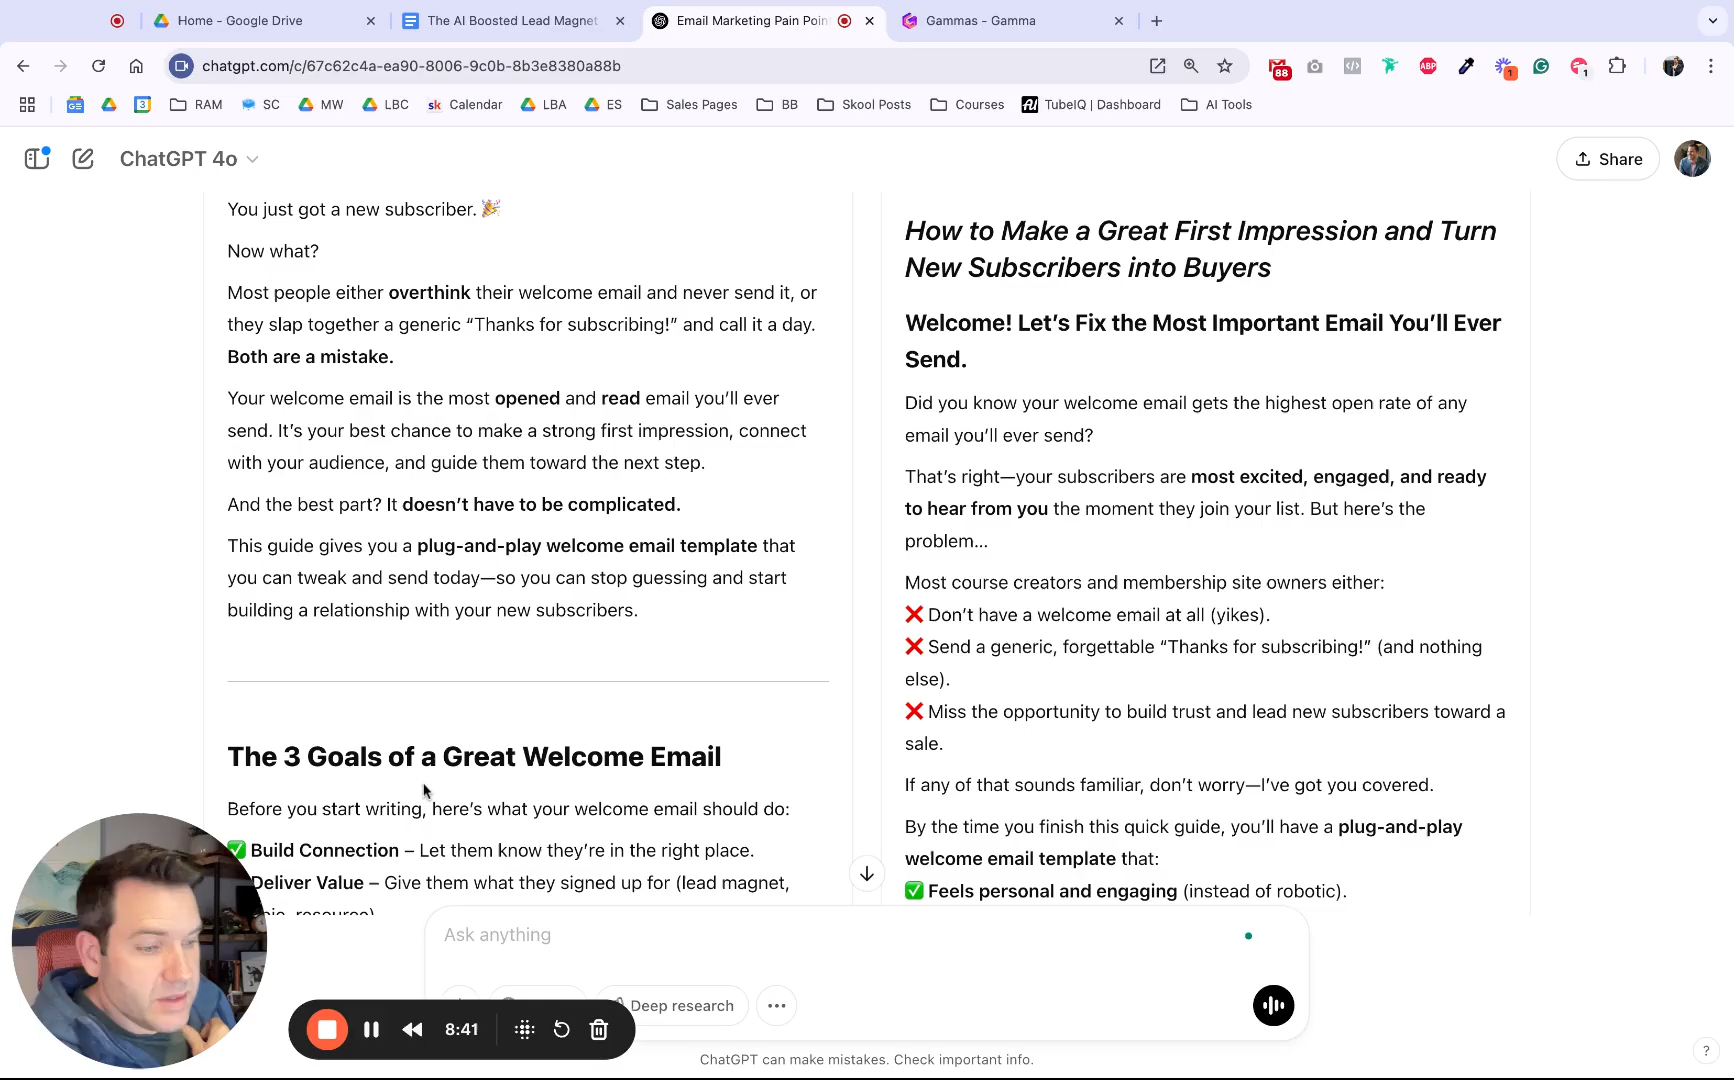 Home - Google Drive
The AI Boosted Lead Magnet
Email Marketing Pain Poin
Gammas - Gamma
chatgpt.com/c/67c62c4a-ea90-8006-9c0b-8b3e8380a88b
88
ABP
1
1
3
RAM
SC
MW
LBC
sk Calendar
LBA
ES
Sales Pages
BB
Skool Posts
Courses
TubeIQ | Dashboard
AI Tools
ChatGPT 4o
Share
You just got a new subscriber. 🎉
Now what?
Most people either overthink their welcome email and never send it, or
they slap together a generic “Thanks for subscribing!” and call it a day.
Both are a mistake.
Your welcome email is the most opened and read email you’ll ever
send. It’s your best chance to make a strong first impression, connect
with your audience, and guide them toward the next step.
And the best part? It doesn’t have to be complicated.
This guide gives you a plug-and-play welcome email template that
you can tweak and send today—so you can stop guessing and start
building a relationship with your new subscribers.
The 3 Goals of a Great Welcome Email
Before you start writing, here’s what your welcome email should do:
✅ Build Connection – Let them know they’re in the right place.
Deliver Value – Give them what they signed up for (lead magnet,
resource)
How to Make a Great First Impression and Turn
New Subscribers into Buyers
Welcome! Let’s Fix the Most Important Email You’ll Ever
Send.
Did you know your welcome email gets the highest open rate of any
email you’ll ever send?
That’s right—your subscribers are most excited, engaged, and ready
to hear from you the moment they join your list. But here’s the
problem…
Most course creators and membership site owners either:
❌ Don’t have a welcome email at all (yikes).
❌ Send a generic, forgettable “Thanks for subscribing!” (and nothing
else).
❌ Miss the opportunity to build trust and lead new subscribers toward a
sale.
If any of that sounds familiar, don’t worry—I’ve got you covered.
By the time you finish this quick guide, you’ll have a plug-and-play
welcome email template that:
✅ Feels personal and engaging (instead of robotic).
Ask anything
Deep research
8:41
ChatGPT can make mistakes. Check important info.
?